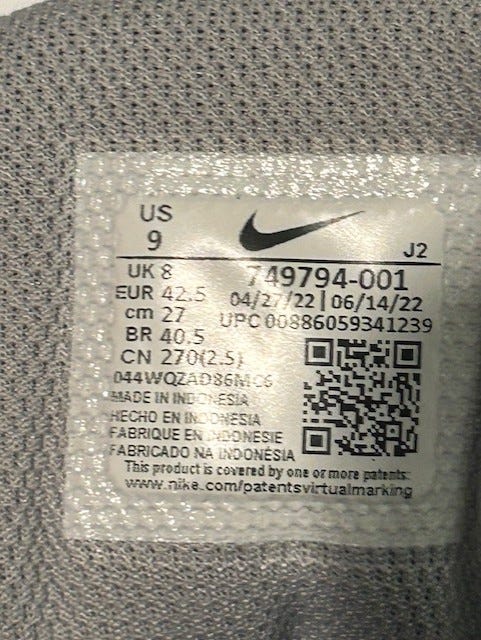 US
9
J2
UK 8
749794-001
EUR 42.5
04/27/22 | 06/14/22
cm 27
UPC 00886059341239
BR 40.5
CN 270(2.5)
044WQZAD86MC6
MADE IN INDONESIA
HECHO EN INDONESIA
FABRIQUE EN INDONESIE
FABRICADO NA INDONÉSIA
This product is covered by one or more patents:
www.nike.com/patentsvirtualmarking